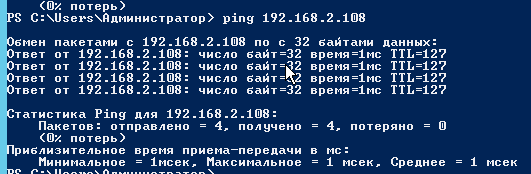 (0% потерь)
PS C:\Users\Администратор> ping 192.168.2.108
Обмен пакетами с 192.168.2.108 по с 32 байтами данных:
Ответ от 192.168.2.108: число байт=32 время=1мс TTL=127
Ответ от 192.168.2.108: число байт=32 время=1мс TTL=127
Ответ от 192.168.2.108: число байт=32 время=1мс TTL=127
Ответ от 192.168.2.108: число байт=32 время=1мс TTL=127
Статистика Ping для 192.168.2.108:
Пакетов: отправлено = 4, получено = 4, потеряно = 0
(0% потерь)
Приблизительное время приема-передачи в мс:
Минимальное = 1мсек, Максимальное = 1 мсек, Среднее = 1 мсек
PS C:\Users\Администратор>